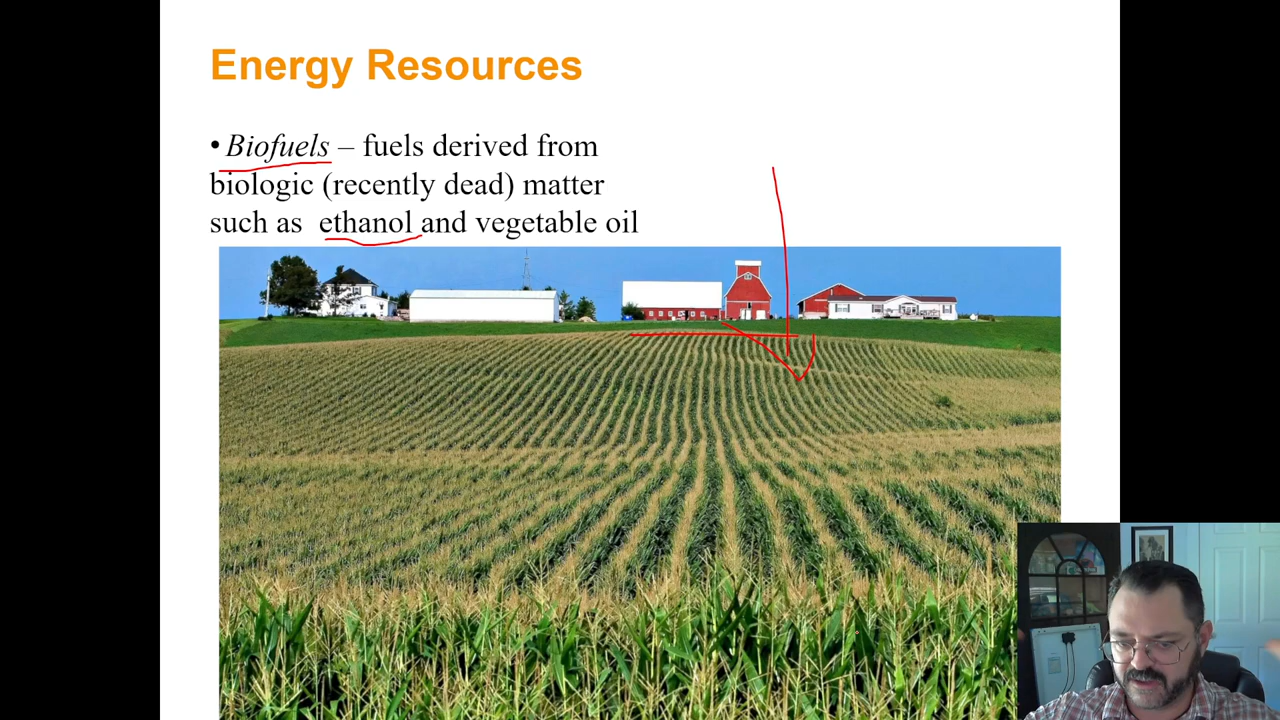 Energy Resources
• Biofuels – fuels derived from
biologic (recently dead) matter
such as ethanol and vegetable oil